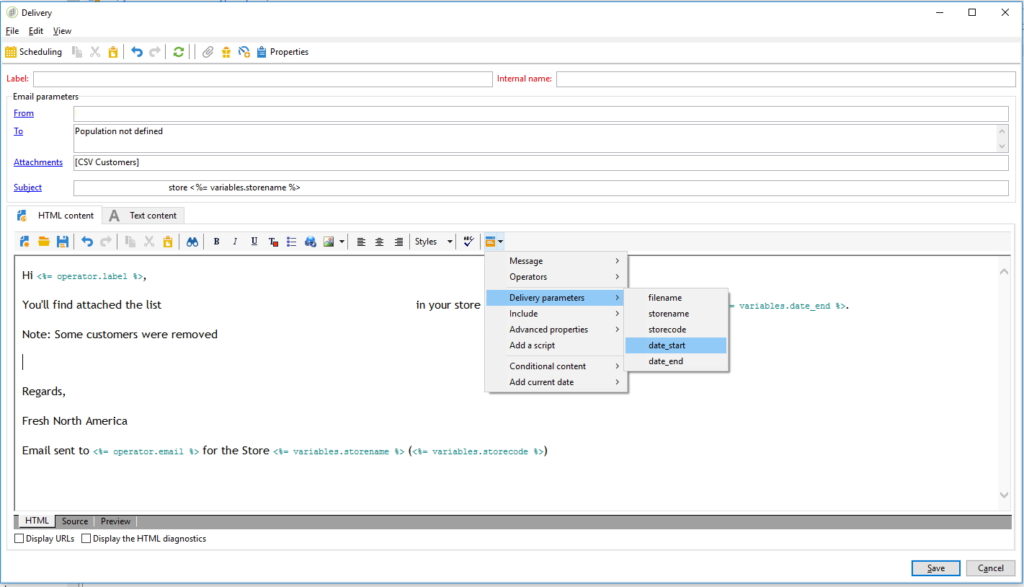 Delivery
File Edit View
Scheduling Properties
Label: Internal name:
Email parameters
From
To Population not defined
Attachments [CSV Customers]
Subject store <%= variables.storename %>
HTML content Text content
B I U Styles
Hi <%= operator.label %>,
You'll find attached the list in your store = variables.date_end %>.
Note: Some customers were removed
Regards,
Fresh North America
Email sent to <%= operator.email %> for the Store <%= variables.storename %> (<%= variables.storecode %>)
Message
Operators
Delivery parameters
Include
Advanced properties
Add a script
Conditional content
Add current date
filename
storename
storecode
date_start
date_end
HTML Source Preview
Display URLs Display the HTML diagnostics
Save Cancel